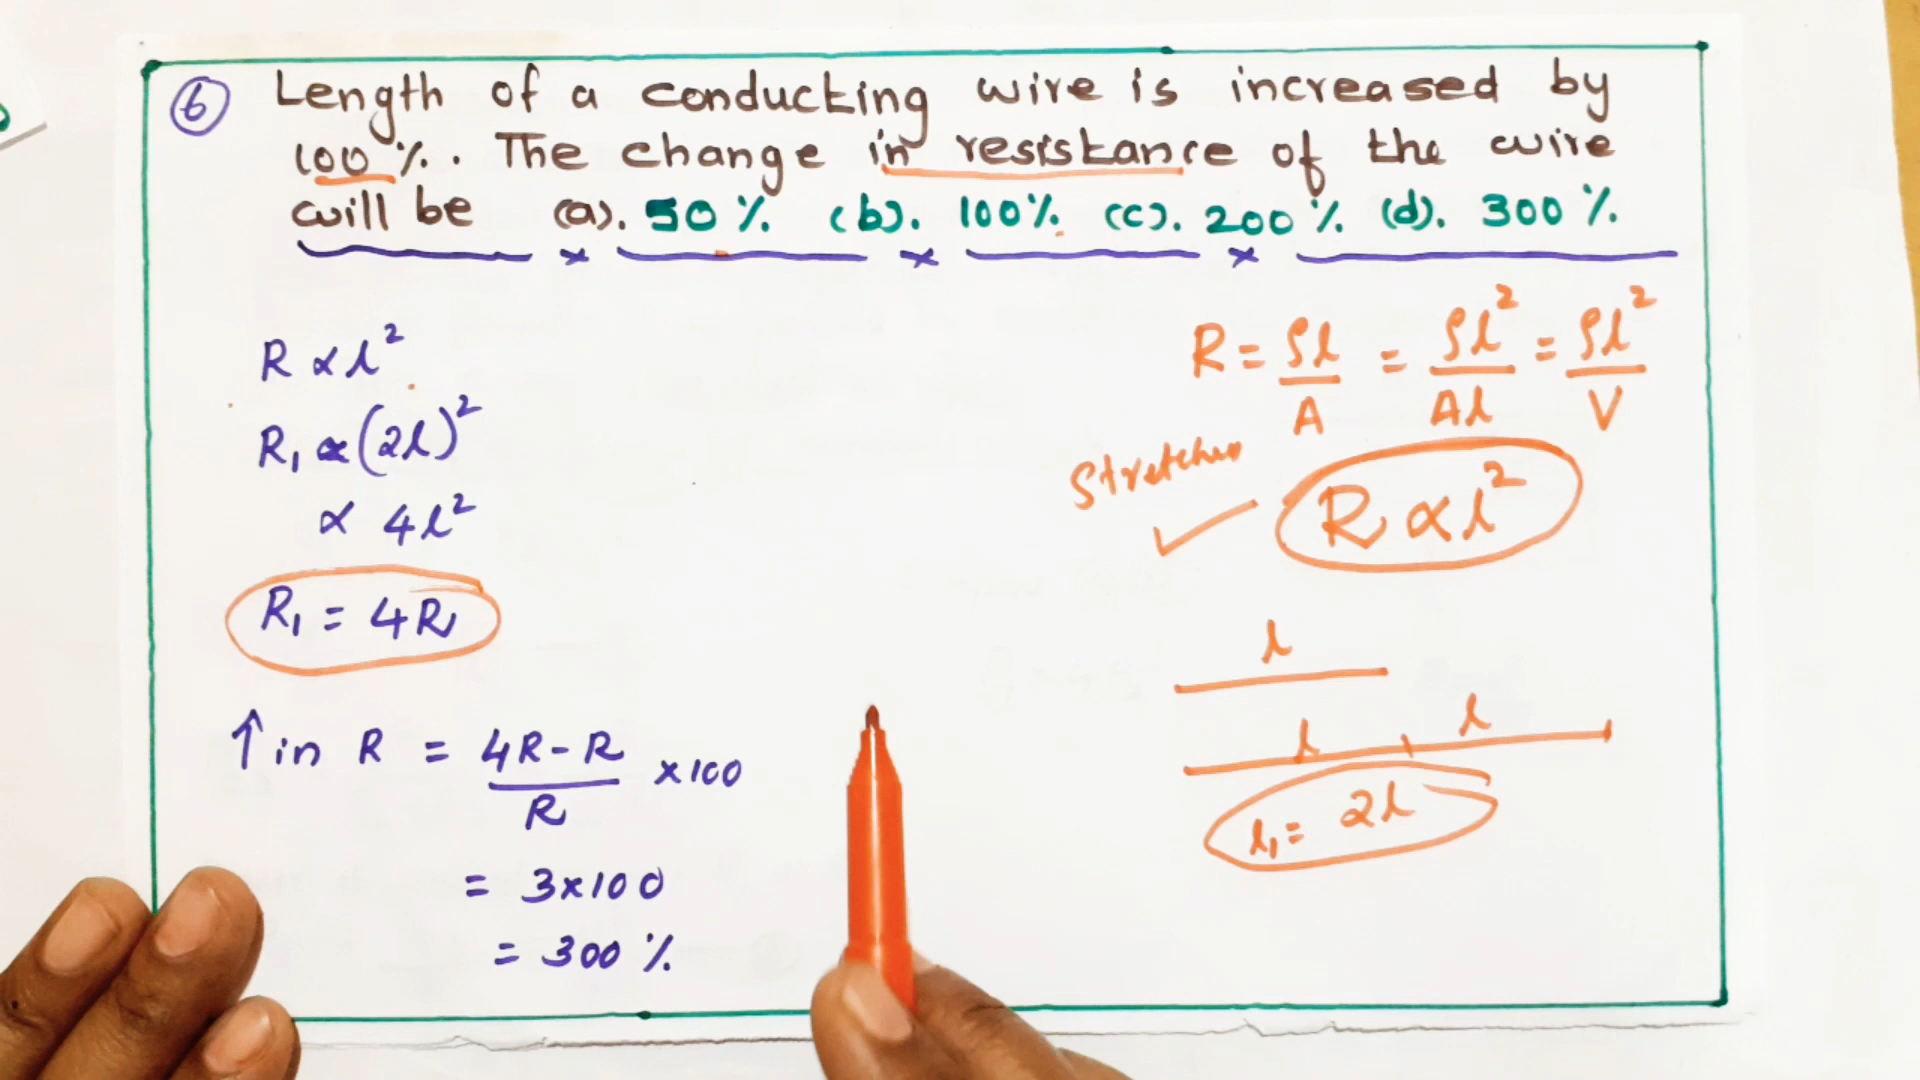 6 Length of a conducting wire is increased by
100 %. The change in resistance of the wire
will be (a). 50 % (b). 100% (c). 200 % (d). 300 %.
R ∝ l²
R₁ ∝ (2l)²
∝ 4l²
R₁ = 4R
↑ in R = 4R - R / R × 100
= 3×100
= 300 %
R = ρl / A = ρl² / Al = ρl² / V
R ∝ l²
l
l l
l₁ = 2l